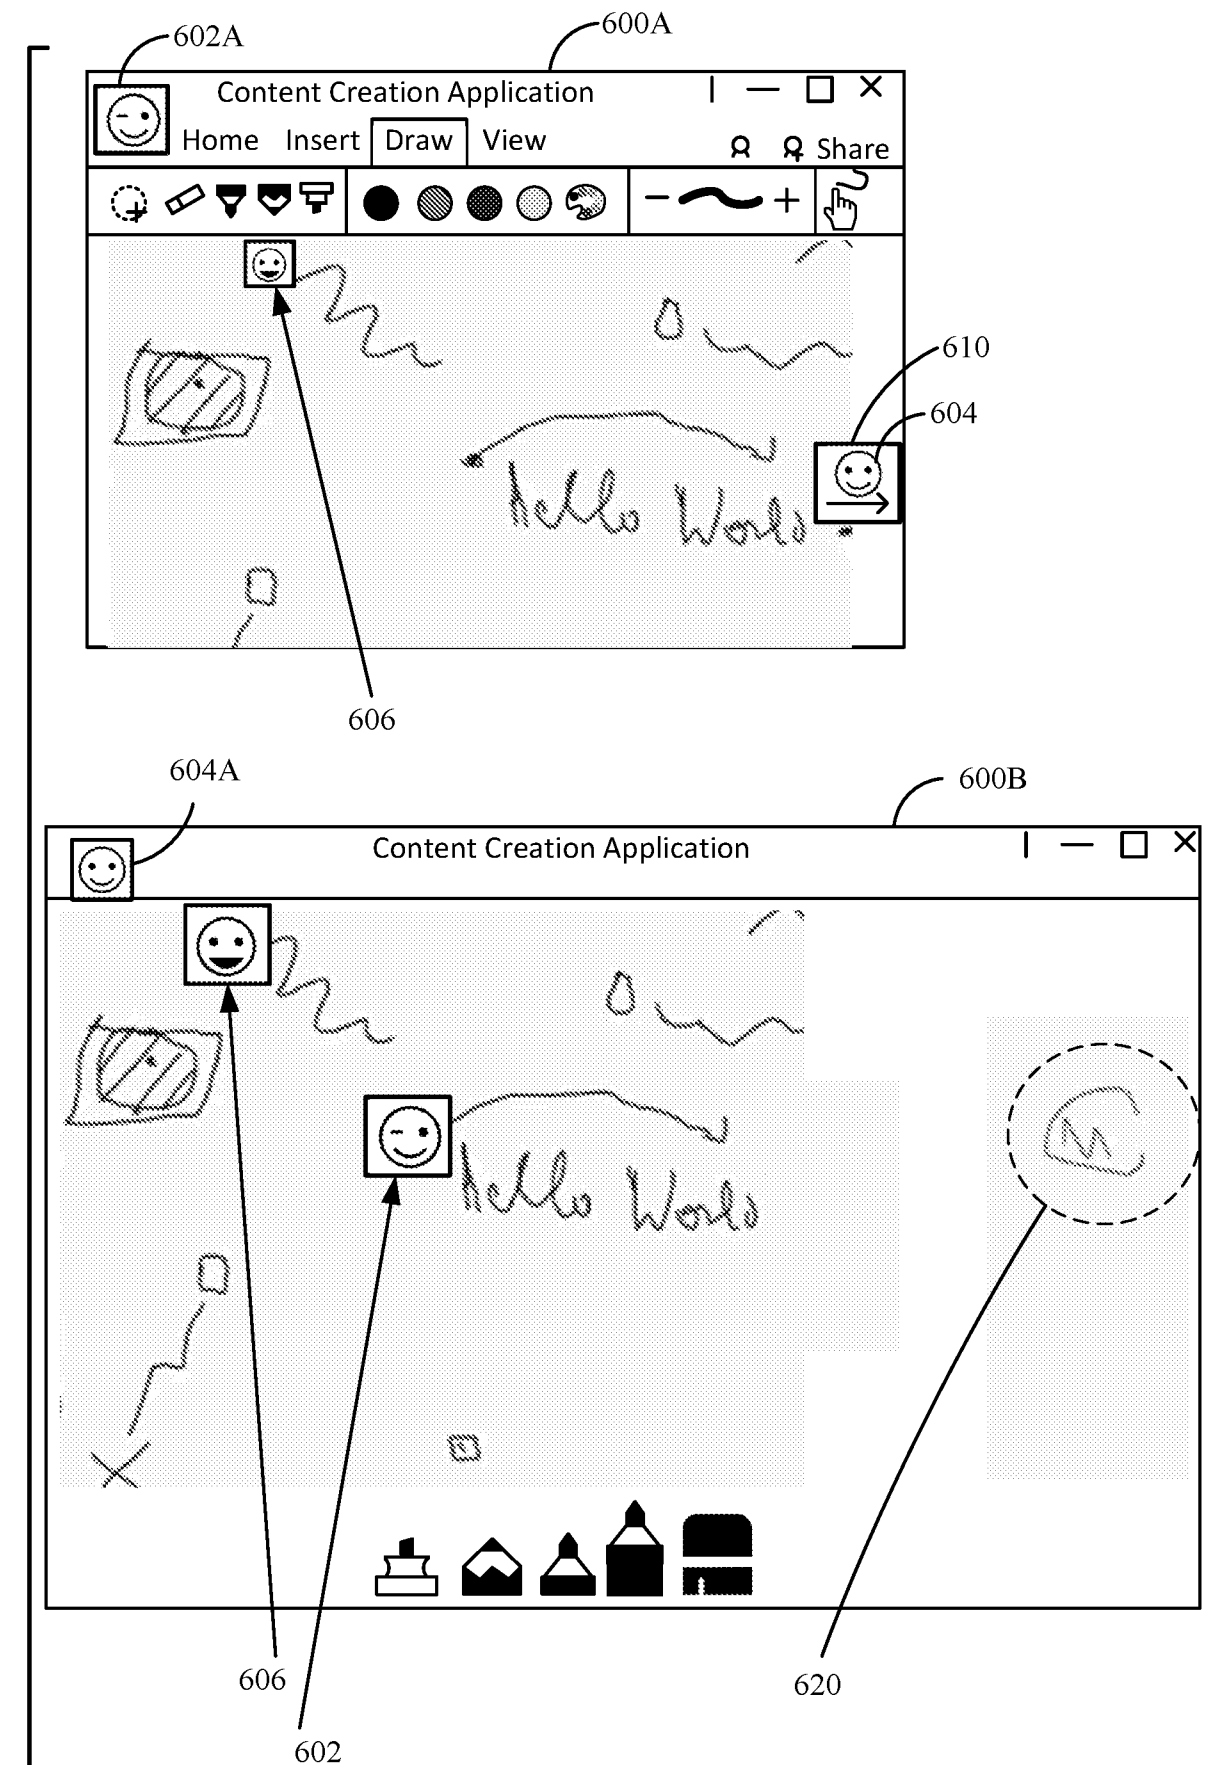 602A
600A
Content Creation Application
Home Insert Draw View
Share
610
604
Hello World
606
604A
600B
Content Creation Application
Hello World
606
620
602